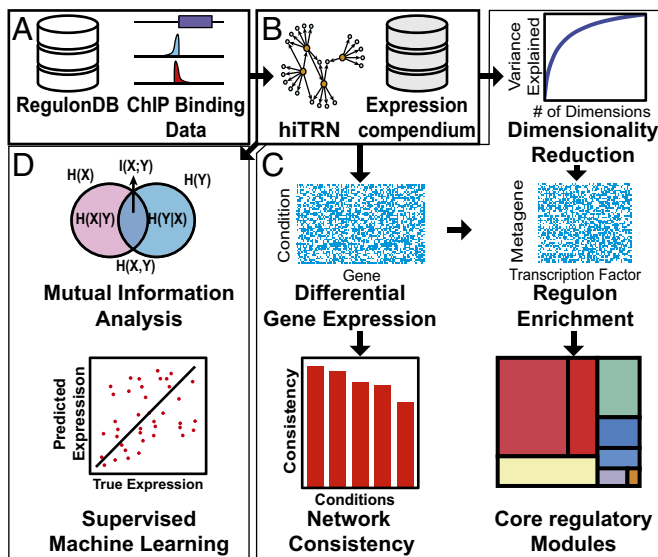 A
RegulonDB
ChIP Binding
Data
B
hiTRN
Expression
compendium
Variance
Explained
# of Dimensions
Dimensionality
Reduction
D
H(X)
I(X;Y)
H(Y)
H(X|Y)
H(Y|X)
H(X,Y)
Mutual Information
Analysis
Predicted
Expresssion
True Expression
Supervised
Machine Learning
C
Condition
Gene
Differential
Gene Expression
Metagene
Transcription Factor
Regulon
Enrichment
Consistency
Conditions
Network
Consistency
Core regulatory
Modules